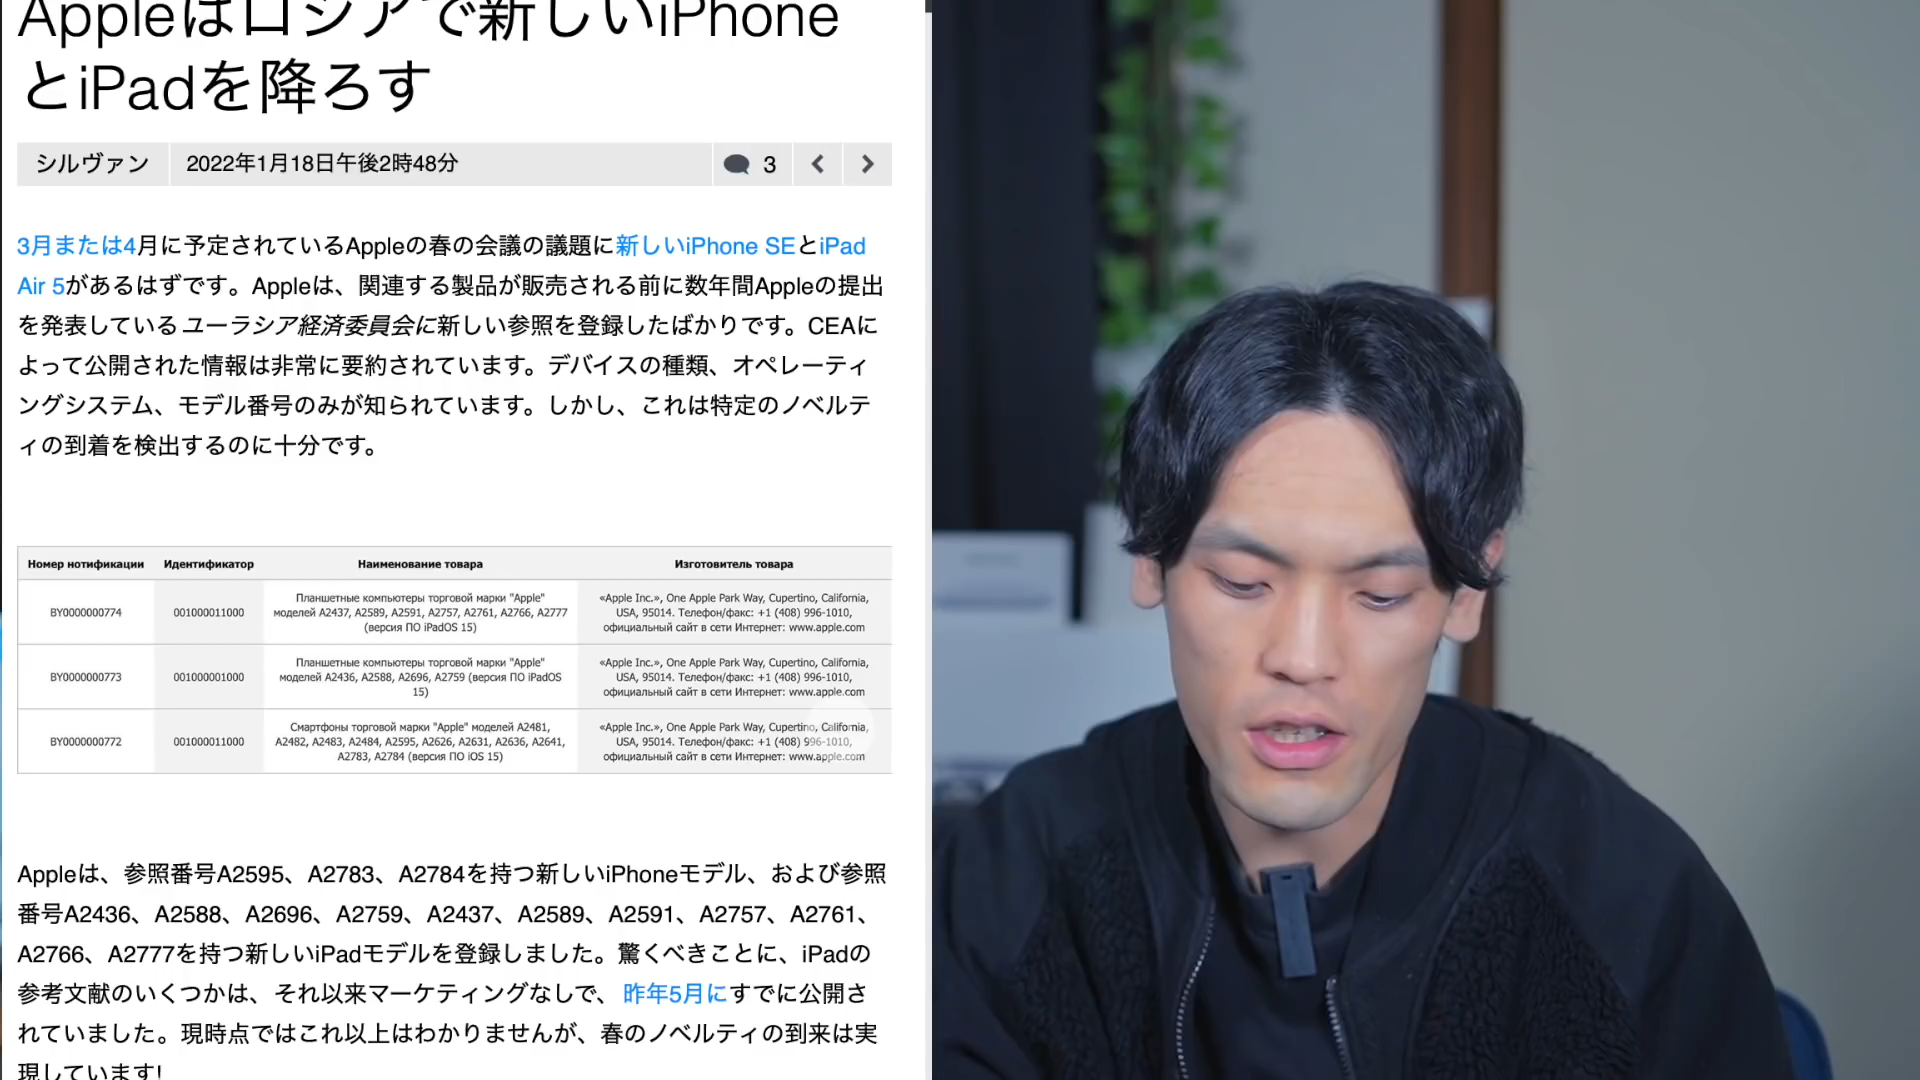 Appleはロシアで新しいiPhone
とiPadを降ろす
シルヴァン 2022年1月18日午後2時48分 3
3月または4月に予定されているAppleの春の会議の議題に新しいiPhone SEとiPad
Air 5があるはずです。Appleは、関連する製品が販売される前に数年間Appleの提出
を発表しているユーラシア経済委員会に新しい参照を登録したばかりです。CEAに
よって公開された情報は非常に要約されています。デバイスの種類、オペレーティ
ングシステム、モデル番号のみが知られています。しかし、これは特定のノベルテ
ィの到着を検出するのに十分です。
Номер нотификации Идентификатор Наименование товара Изготовитель товара
BY0000000774 001000011000 Планшетные компьютеры торговой марки "Apple"
моделей A2437, A2589, A2591, A2757, A2761, A2766, A2777
(версия ПО iPadOS 15)
«Apple Inc.», One Apple Park Way, Cupertino, California,
USA, 95014. Телефон/факс: +1 (408) 996-1010,
официальный сайт в сети Интернет: www.apple.com
BY0000000773 001000001000 Планшетные компьютеры торговой марки "Apple"
моделей A2436, A2588, A2696, A2759 (версия ПО iPadOS
15)
«Apple Inc.», One Apple Park Way, Cupertino, California,
USA, 95014. Телефон/факс: +1 (408) 996-1010,
официальный сайт в сети Интернет: www.apple.com
BY0000000772 001000011000 Смартфоны торговой марки "Apple" моделей A2481,
A2482, A2483, A2484, A2595, A2626, A2631, A2636, A2641,
A2783, A2784 (версия ПО iOS 15)
«Apple Inc.», One Apple Park Way, Cupertino, California,
USA, 95014. Телефон/факс: +1 (408) 996-1010,
официальный сайт в сети Интернет: www.apple.com
Appleは、参照番号A2595、A2783、A2784を持つ新しいiPhoneモデル、および参照
番号A2436、A2588、A2696、A2759、A2437、A2589、A2591、A2757、A2761、
A2766、A2777を持つ新しいiPadモデルを登録しました。驚くべきことに、iPadの
参考文献のいくつかは、それ以来マーケティングなしで、昨年5月にすでに公開さ
れていました。現時点ではこれ以上はわかりませんが、春のノベルティの到来は実
現しています!